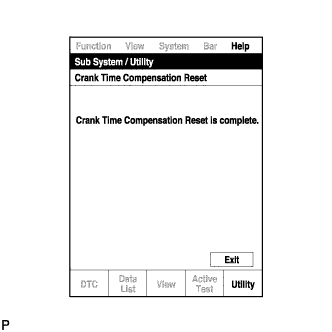 Function View System Bar Help
Sub System / Utility
Crank Time Compensation Reset
Crank Time Compensation Reset is complete.
Exit
DTC Data List View Active Test Utility
P